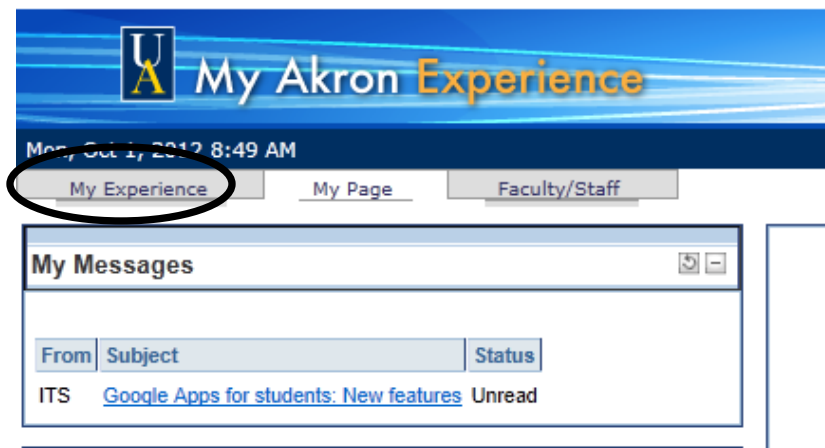 UA My Akron Experience
Mon, Oct 1, 2012 8:49 AM
My Experience My Page Faculty/Staff
My Messages
From Subject Status
ITS Google Apps for students: New features Unread